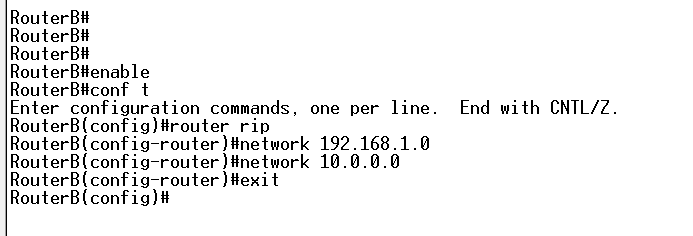 RouterB#
RouterB#
RouterB#
RouterB#enable
RouterB#conf t
Enter configuration commands, one per line.  End with CNTL/Z.
RouterB(config)#router rip
RouterB(config-router)#network 192.168.1.0
RouterB(config-router)#network 10.0.0.0
RouterB(config-router)#exit
RouterB(config)#